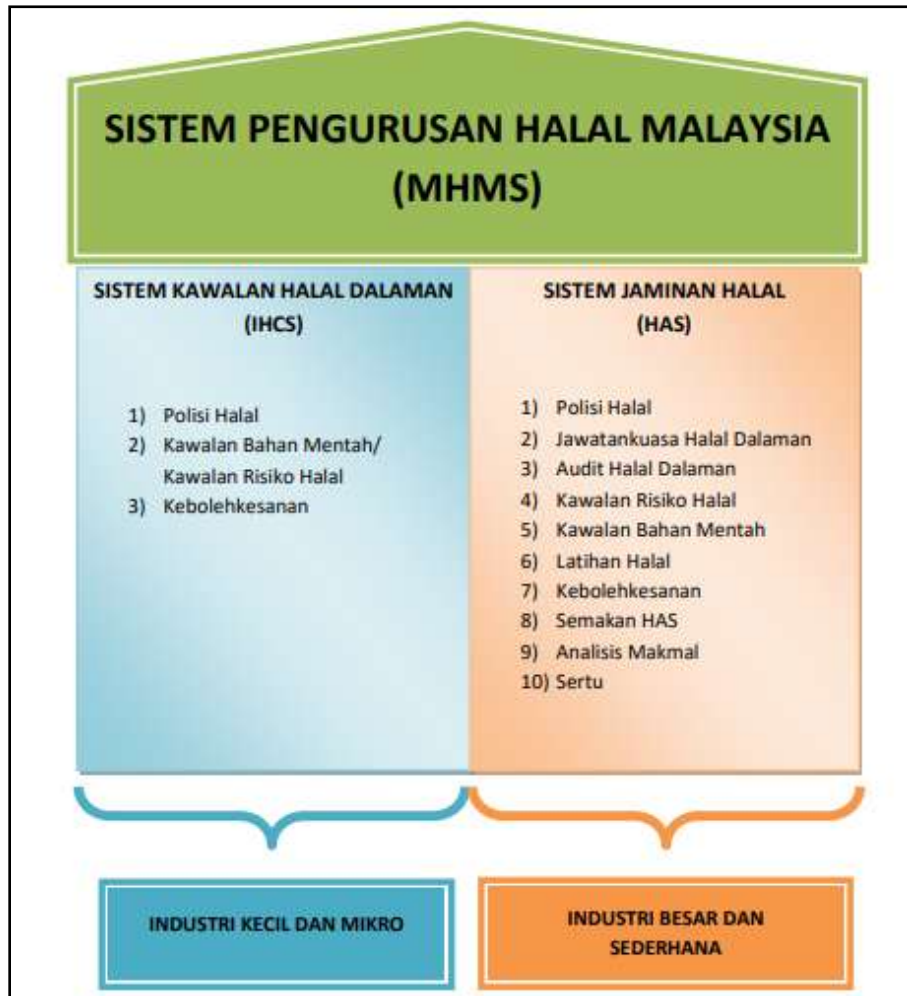 SISTEM PENGURUSAN HALAL MALAYSIA
(MHMS)
SISTEM KAWALAN HALAL DALAMAN
(IHCS)
1) Polisi Halal
2) Kawalan Bahan Mentah/
Kawalan Risiko Halal
3) Kebolehkesanan
SISTEM JAMINAN HALAL
(HAS)
1) Polisi Halal
2) Jawatankuasa Halal Dalaman
3) Audit Halal Dalaman
4) Kawalan Risiko Halal
5) Kawalan Bahan Mentah
6) Latihan Halal
7) Kebolehkesanan
8) Semakan HAS
9) Analisis Makmal
10) Sertu
INDUSTRI KECIL DAN MIKRO
INDUSTRI BESAR DAN
SEDERHANA